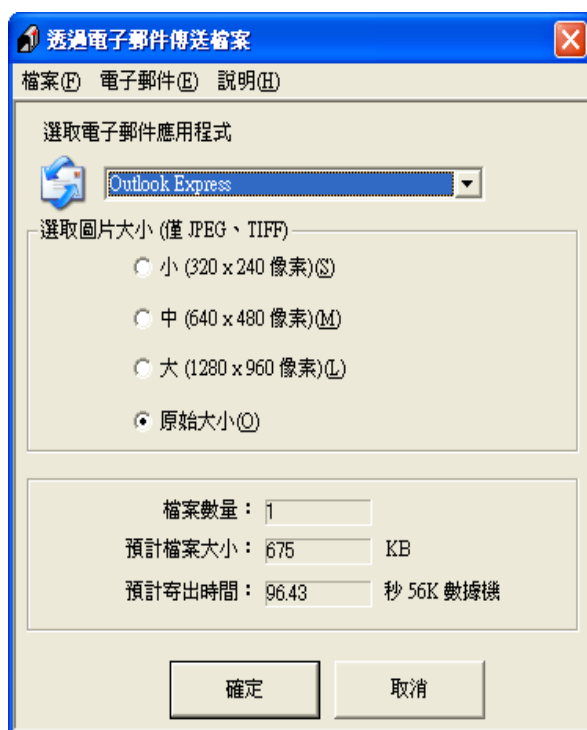 透過電子郵件傳送檔案
檔案(F) 電子郵件(E) 說明(H)
選取電子郵件應用程式
Outlook Express
選取圖片大小 (僅 JPEG、TIFF)
小 (320 x 240 像素)(S)
中 (640 x 480 像素)(M)
大 (1280 x 960 像素)(L)
原始大小(O)
檔案數量： 1
預計檔案大小： 675 KB
預計寄出時間： 96.43 秒 56K 數據機
確定 取消